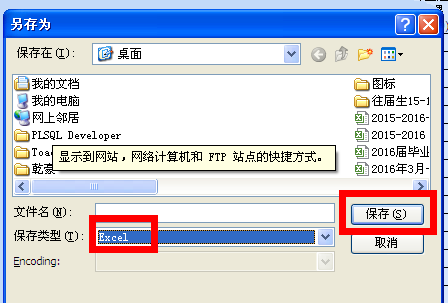 另存为
保存在(I):
桌面
我的文档
我的电脑
网上邻居
PLSQL Developer
Toa
乾豪
图标
往届生15-1
2015-2016-
2015-2016
2016届毕业
2016年3月-
显示到网站，网络计算机和 FTP 站点的快捷方式。
文件名(N):
保存(S)
保存类型(T):
Excel
取消
Encoding: